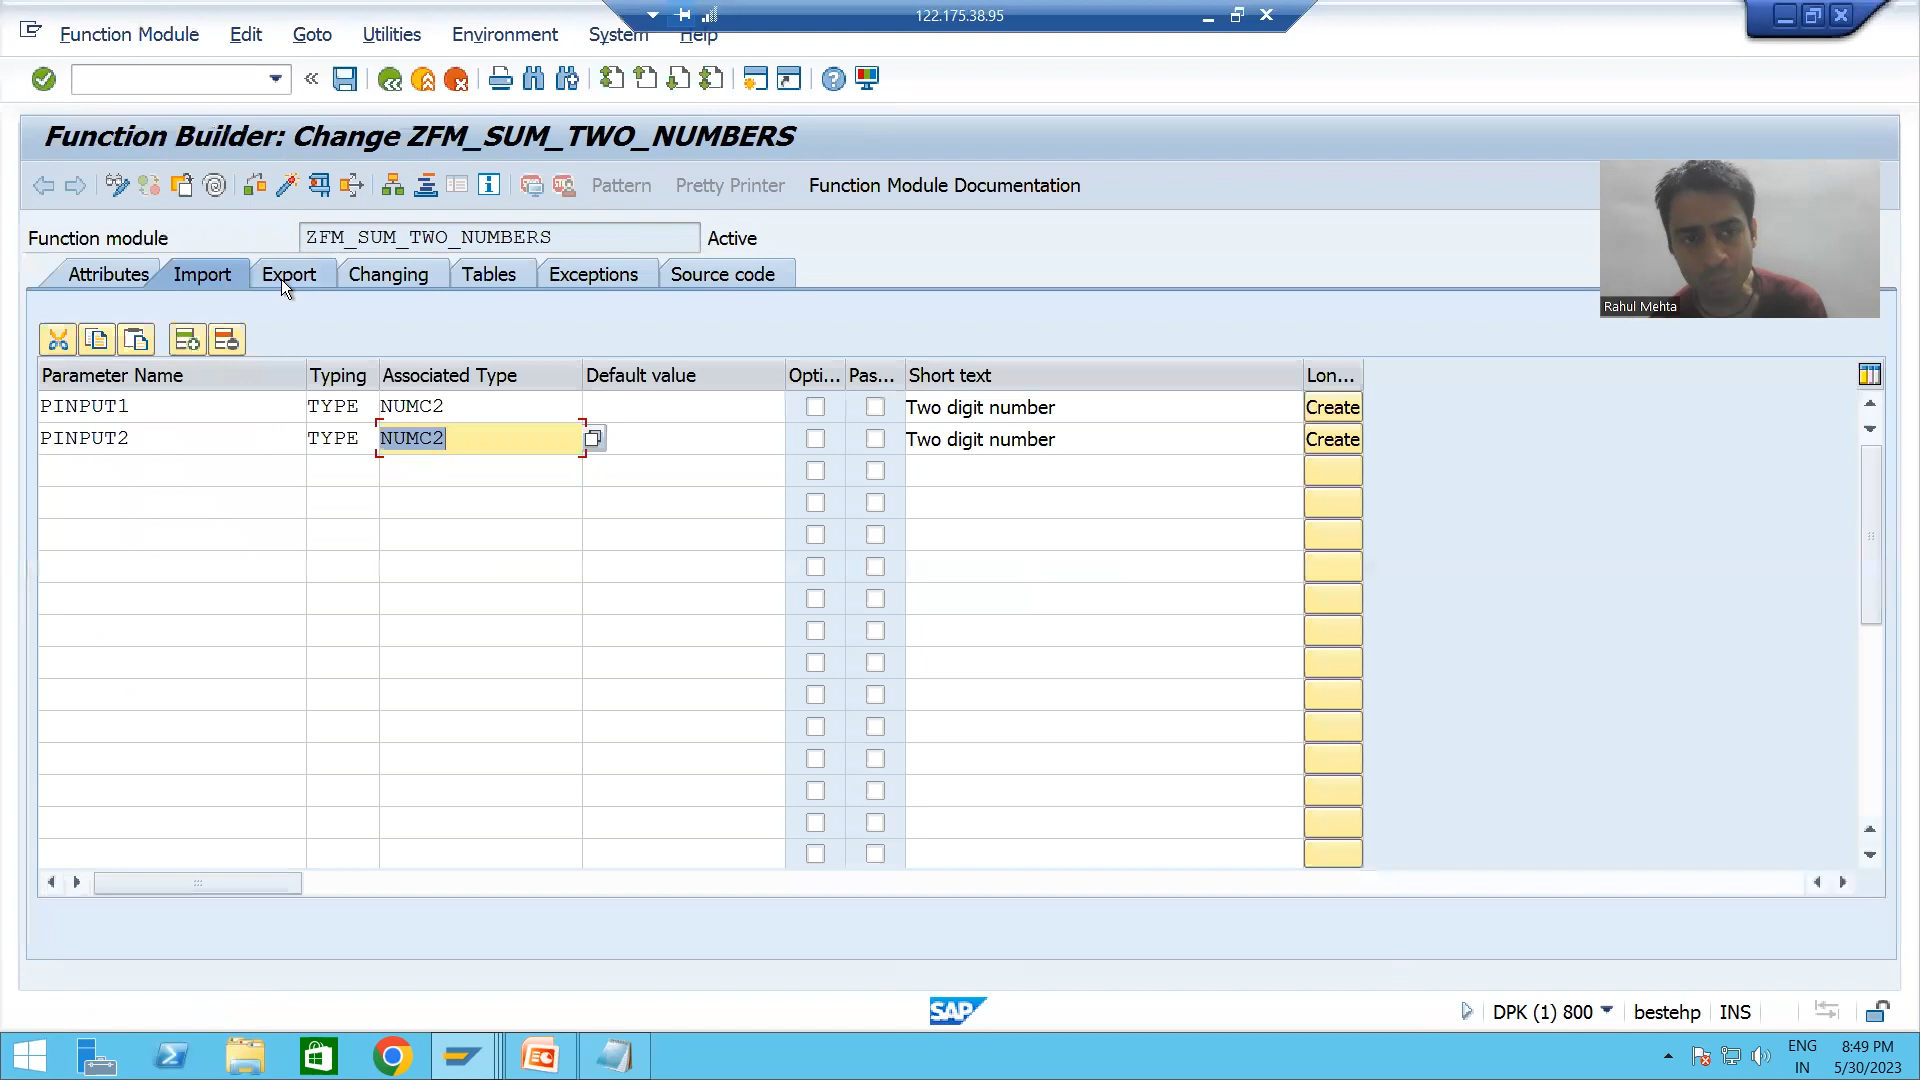 122.175.38.95
Function Module Edit Goto Utilities Environment System Help
Function Builder: Change ZFM_SUM_TWO_NUMBERS
Pattern Pretty Printer Function Module Documentation
Function module ZFM_SUM_TWO_NUMBERS Active
Attributes Import Export Changing Tables Exceptions Source code
Rahul Mehta
Parameter Name Typing Associated Type Default value Opti... Pas... Short text Lon...
PINPUT1 TYPE NUMC2 Two digit number Create
PINPUT2 TYPE NUMC2 Two digit number Create
SAP DPK (1) 800 bestehp INS
ENG 8:49 PM
IN 5/30/2023